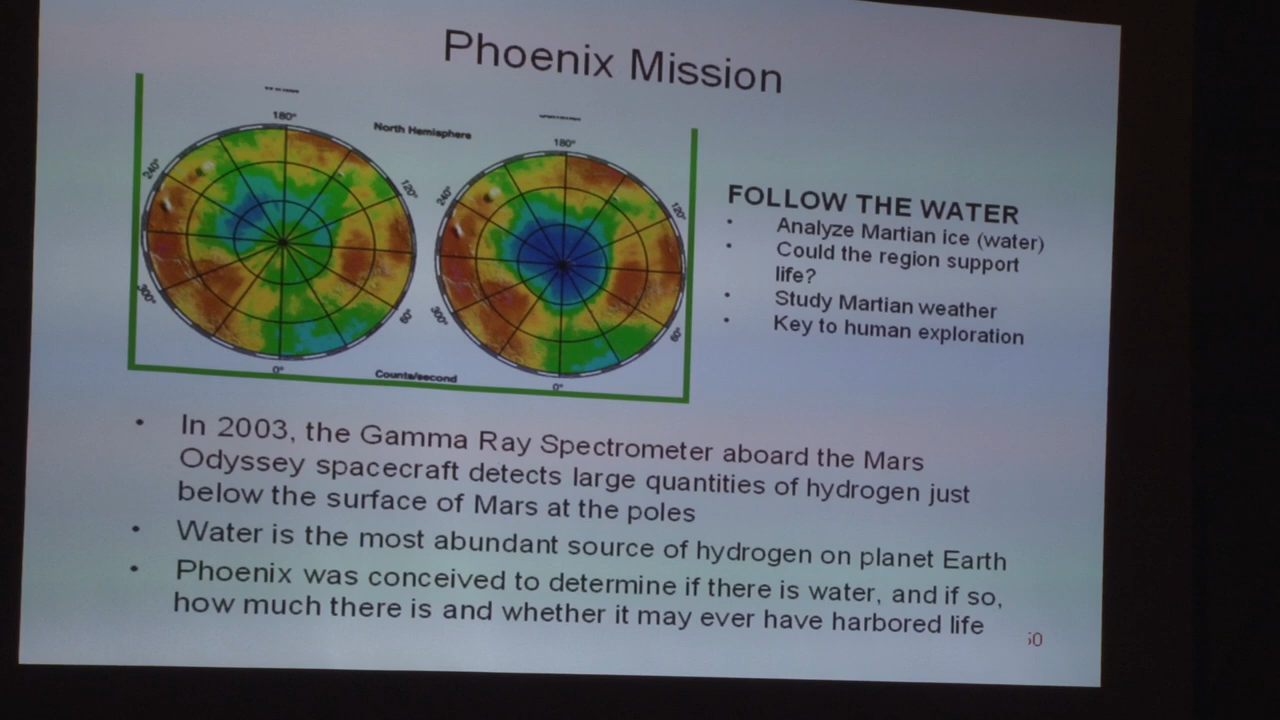 Phoenix Mission
180°
North Hemisphere
180°
240°
120°
240°
120°
300°
60°
300°
60°
0°
Counts/second
0°
FOLLOW THE WATER
• Analyze Martian ice (water)
• Could the region support
life?
• Study Martian weather
• Key to human exploration
• In 2003, the Gamma Ray Spectrometer aboard the Mars
Odyssey spacecraft detects large quantities of hydrogen just
below the surface of Mars at the poles
• Water is the most abundant source of hydrogen on planet Earth
• Phoenix was conceived to determine if there is water, and if so,
how much there is and whether it may ever have harbored life